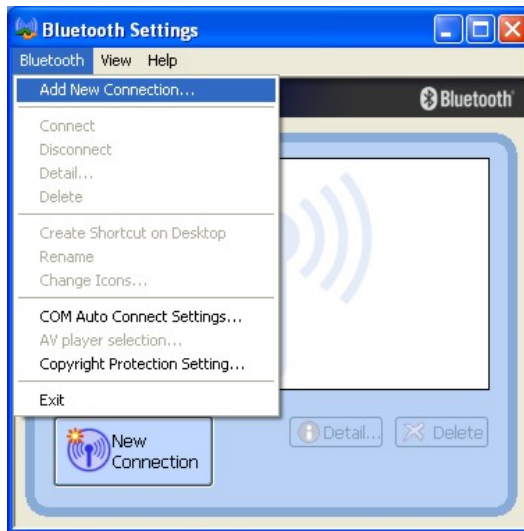 Bluetooth Settings
Bluetooth View Help
Add New Connection...
Bluetooth
Connect
Disconnect
Detail...
Delete
Create Shortcut on Desktop
Rename
Change Icons...
COM Auto Connect Settings...
AV player selection...
Copyright Protection Setting...
Exit
New
Connection
Detail...
Delete